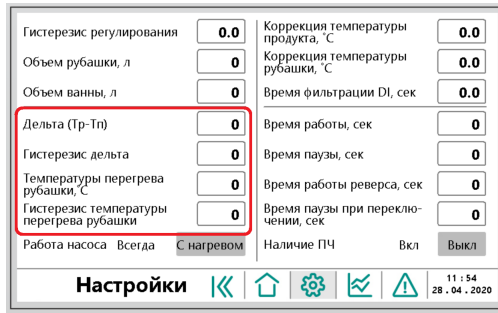 Гистерезис регулирования 0.0
Объем рубашки, л 0
Объем ванны, л 0
Дельта (Тр-Тп) 0
Гистерезис дельта 0
Температуры перегрева
рубашки,°С 0
Гистерезис температуры
перегрева рубашки 0
Работа насоса Всегда С нагревом
Коррекция температуры
продукта, °С 0.0
Коррекция температуры
рубашки, °С 0.0
Время фильтрации DI, сек 0.0
Время работы, сек 0
Время паузы, сек 0
Время работы реверса, сек 0
Время паузы при переклю-
чении, сек 0
Наличие ПЧ Вкл Выкл
Настройки
11 : 54
28 . 04 . 2020